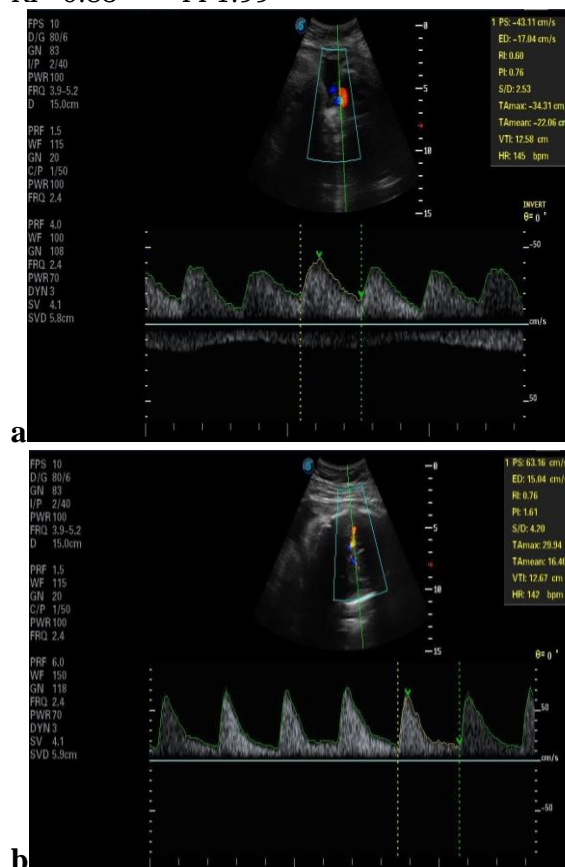 FPS 10
D/G 80/6
GN 83
I/P 2/40
PWR 100
FRQ 3.9-5.2
D 15.0cm
PRF 1.5
WF 115
GN 20
C/P 1/50
PWR 100
FRQ 2.4
PRF 4.0
WF 100
GN 108
FRQ 2.4
PWR 70
DYN 3
SV 4.1
SVD 5.8cm
0
5
10
15
1 PS: -43.11 cm/s
ED: -17.04 cm/s
RI: 0.60
PI: 0.76
S/D: 2.53
TAmax: -34.31 cm/s
TAmean: -22.06 cm/s
VTI: 12.58 cm
HR: 145 bpm
INVERT
θ= 0 °
-50
cm/s
50
a
FPS 10
D/G 80/6
GN 83
I/P 2/40
PWR 100
FRQ 3.9-5.2
D 15.0cm
PRF 1.5
WF 115
GN 20
C/P 1/50
PWR 100
FRQ 2.4
PRF 6.0
WF 150
GN 118
FRQ 2.4
PWR 70
DYN 3
SV 4.1
SVD 5.9cm
0
5
10
15
1 PS: 63.16 cm/s
ED: 15.04 cm/s
RI: 0.76
PI: 1.61
S/D: 4.20
TAmax: 29.94
TAmean: 16.40
VTI: 12.67 cm
HR: 142 bpm
θ= 0 °
50
cm/s
-50
b